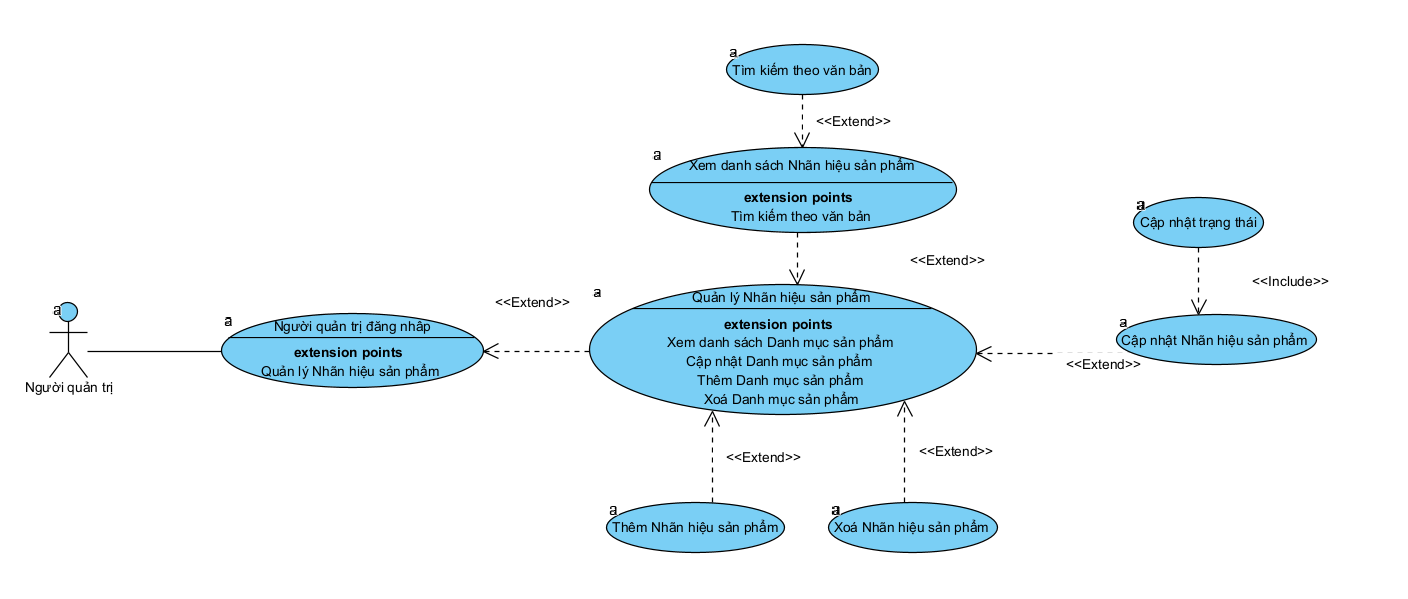 a
Tìm kiếm theo văn bản
<<Extend>>
a
Xem danh sách Nhãn hiệu sản phẩm
extension points
Tìm kiếm theo văn bản
a
Cập nhật trạng thái
<<Extend>>
<<Include>>
a
Quản lý Nhãn hiệu sản phẩm
extension points
Xem danh sách Danh mục sản phẩm
Cập nhật Danh mục sản phẩm
Thêm Danh mục sản phẩm
Xoá Danh mục sản phẩm
<<Extend>>
a
Người quản trị
a
Người quản trị đăng nhâp
extension points
Quản lý Nhãn hiệu sản phẩm
a
Cập nhật Nhãn hiệu sản phẩm
<<Extend>>
<<Extend>>
<<Extend>>
a
Thêm Nhãn hiệu sản phẩm
a
Xoá Nhãn hiệu sản phẩm